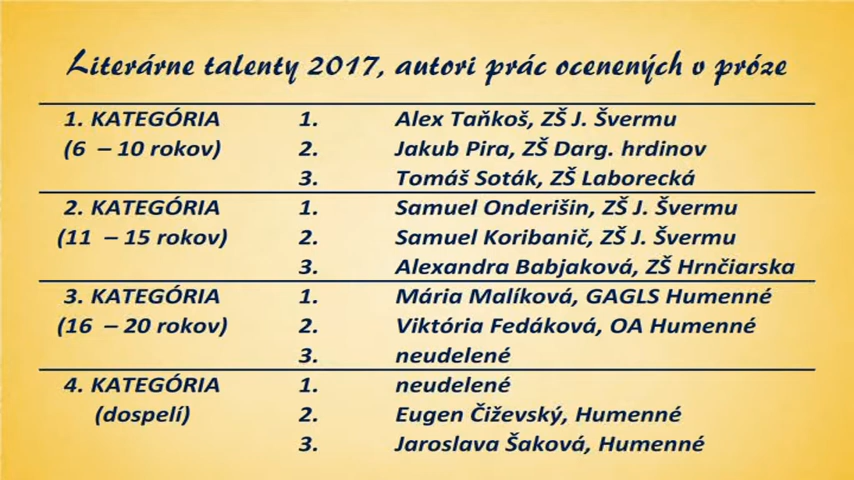 Literárne talenty 2017, autori prác ocenených v próze
1. KATEGÓRIA 1. Alex Taňkoš, ZŠ J. Švermu
(6 – 10 rokov) 2. Jakub Pira, ZŠ Darg. hrdinov
3. Tomáš Soták, ZŠ Laborecká
2. KATEGÓRIA 1. Samuel Onderišin, ZŠ J. Švermu
(11 – 15 rokov) 2. Samuel Koribanič, ZŠ J. Švermu
3. Alexandra Babjaková, ZŠ Hrnčiarska
3. KATEGÓRIA 1. Mária Malíková, GAGLS Humenné
(16 – 20 rokov) 2. Viktória Fedáková, OA Humenné
3. neudelené
4. KATEGÓRIA 1. neudelené
(dospelí) 2. Eugen Čiževský, Humenné
3. Jaroslava Šaková, Humenné